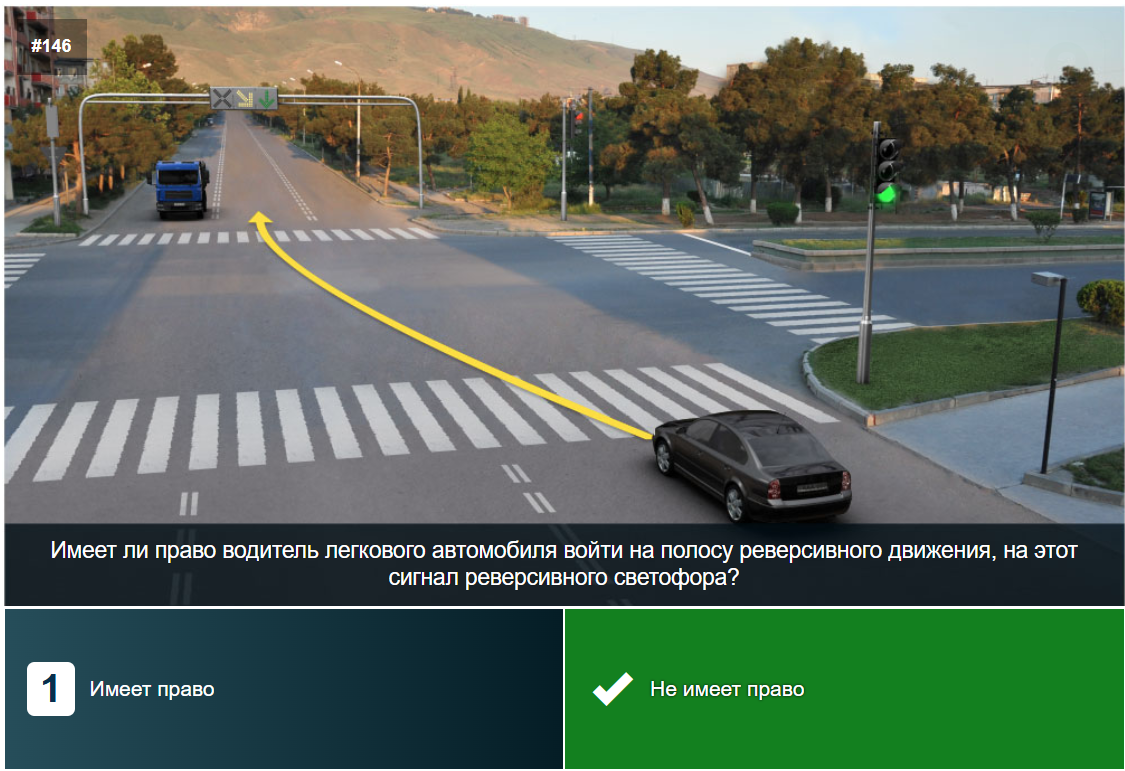 #146
Имеет ли право водитель легкового автомобиля войти на полосу реверсивного движения, на этот
сигнал реверсивного светофора?
1 Имеет право
Не имеет право